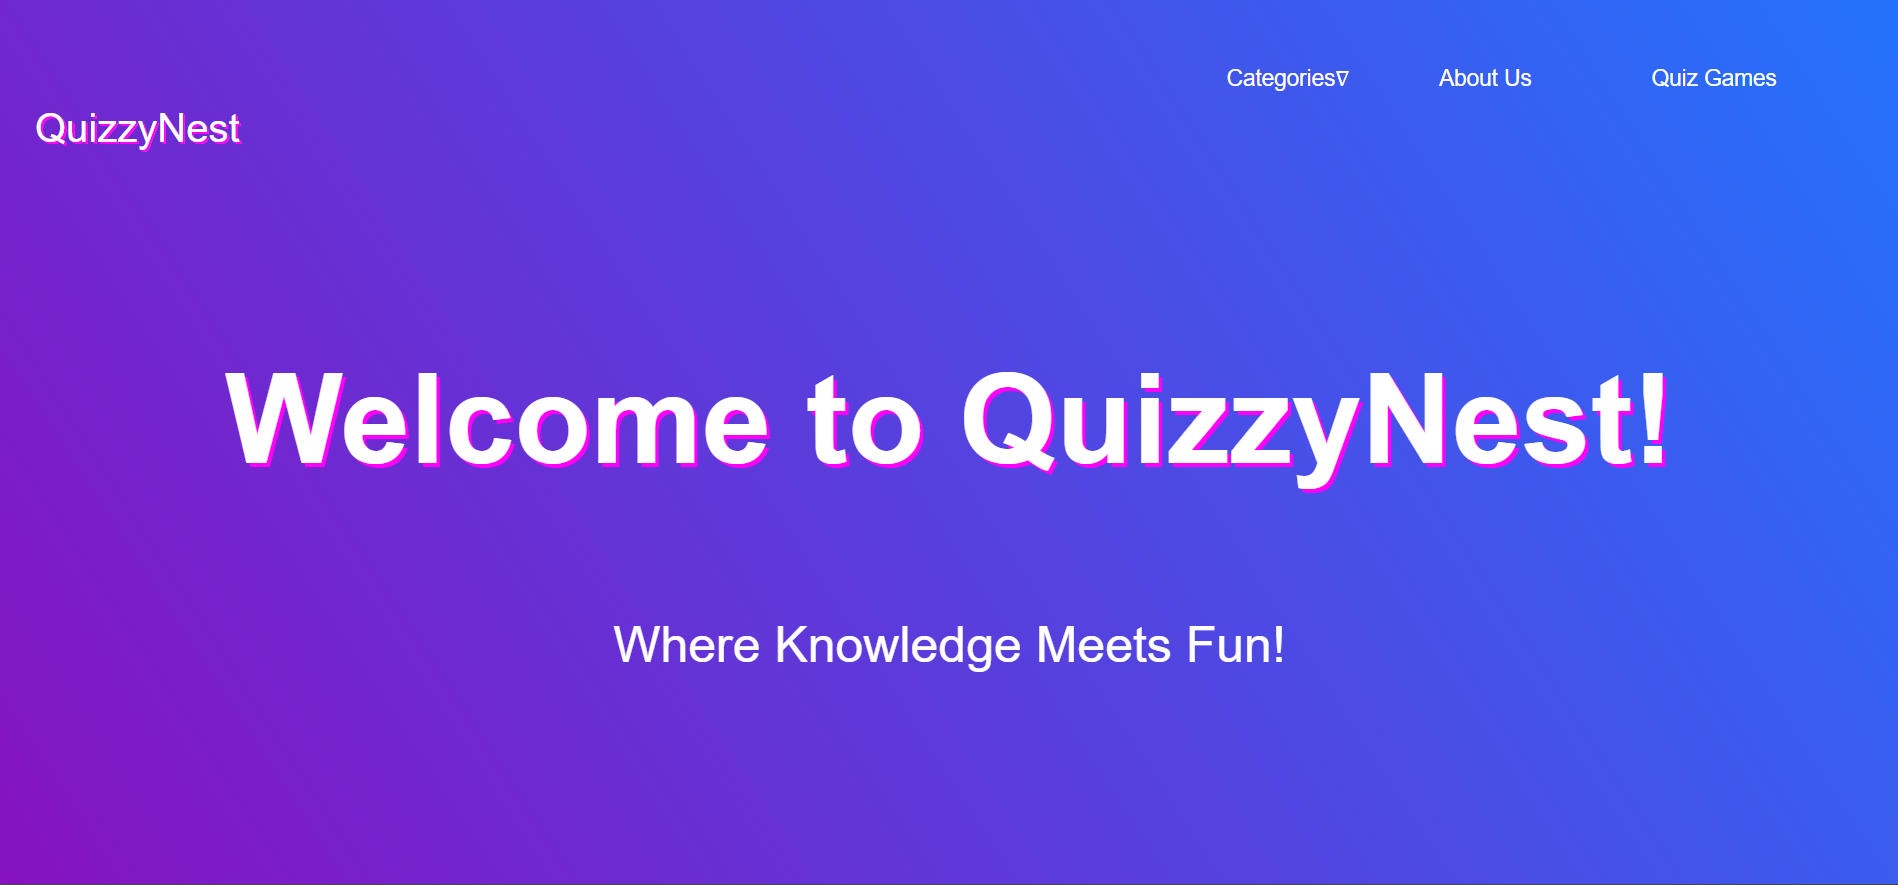 Categories∇ About Us Quiz Games
QuizzyNest
Welcome to QuizzyNest!
Where Knowledge Meets Fun!